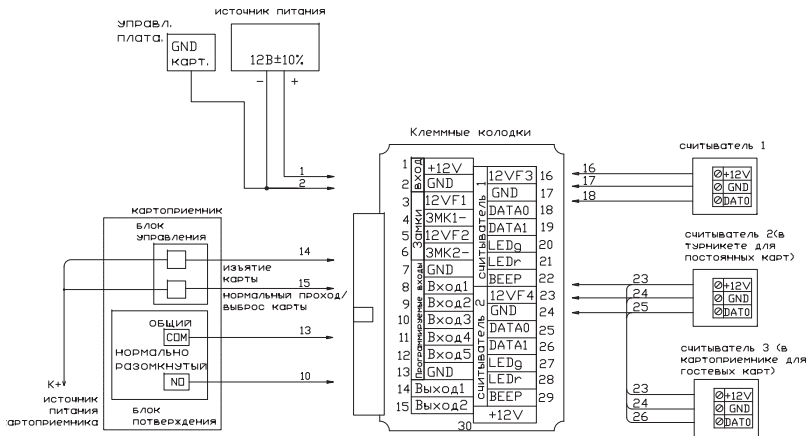 источник питания
управл.
плата.
GND
карт.
12В±10%
-
+
1
2
Клеммные колодки
вход
1
+12V
2
GND
Замки
3
12VF1
4
ЗМК1-
5
12VF2
6
ЗМК2-
Программируемые входы
7
GND
8
Вход1
9
Вход2
10
Вход3
11
Вход4
12
Вход5
13
GND
14
Выход1
15
Выход2
считыватель 1
12VF3
16
GND
17
DATA0
18
DATA1
19
LEDg
20
LEDr
21
BEEP
22
считыватель 2
12VF4
23
GND
24
DATA0
25
DATA1
26
LEDg
27
LEDr
28
BEEP
29
+12V
30
картоприемник
блок
управления
14
изъятие
карты
15
нормальный проход/
выброс карты
общий
COM
13
нормально
разомкнутый
NO
10
блок
потверждения
К+
источник
питания
артоприемника
считыватель 1
16
+12V
17
GND
18
DAT0
считыватель 2(в
турникете для
постоянных карт)
23
+12V
24
GND
25
DAT0
считыватель 3 (в
картоприемнике для
гостевых карт)
23
+12V
24
GND
26
DAT0